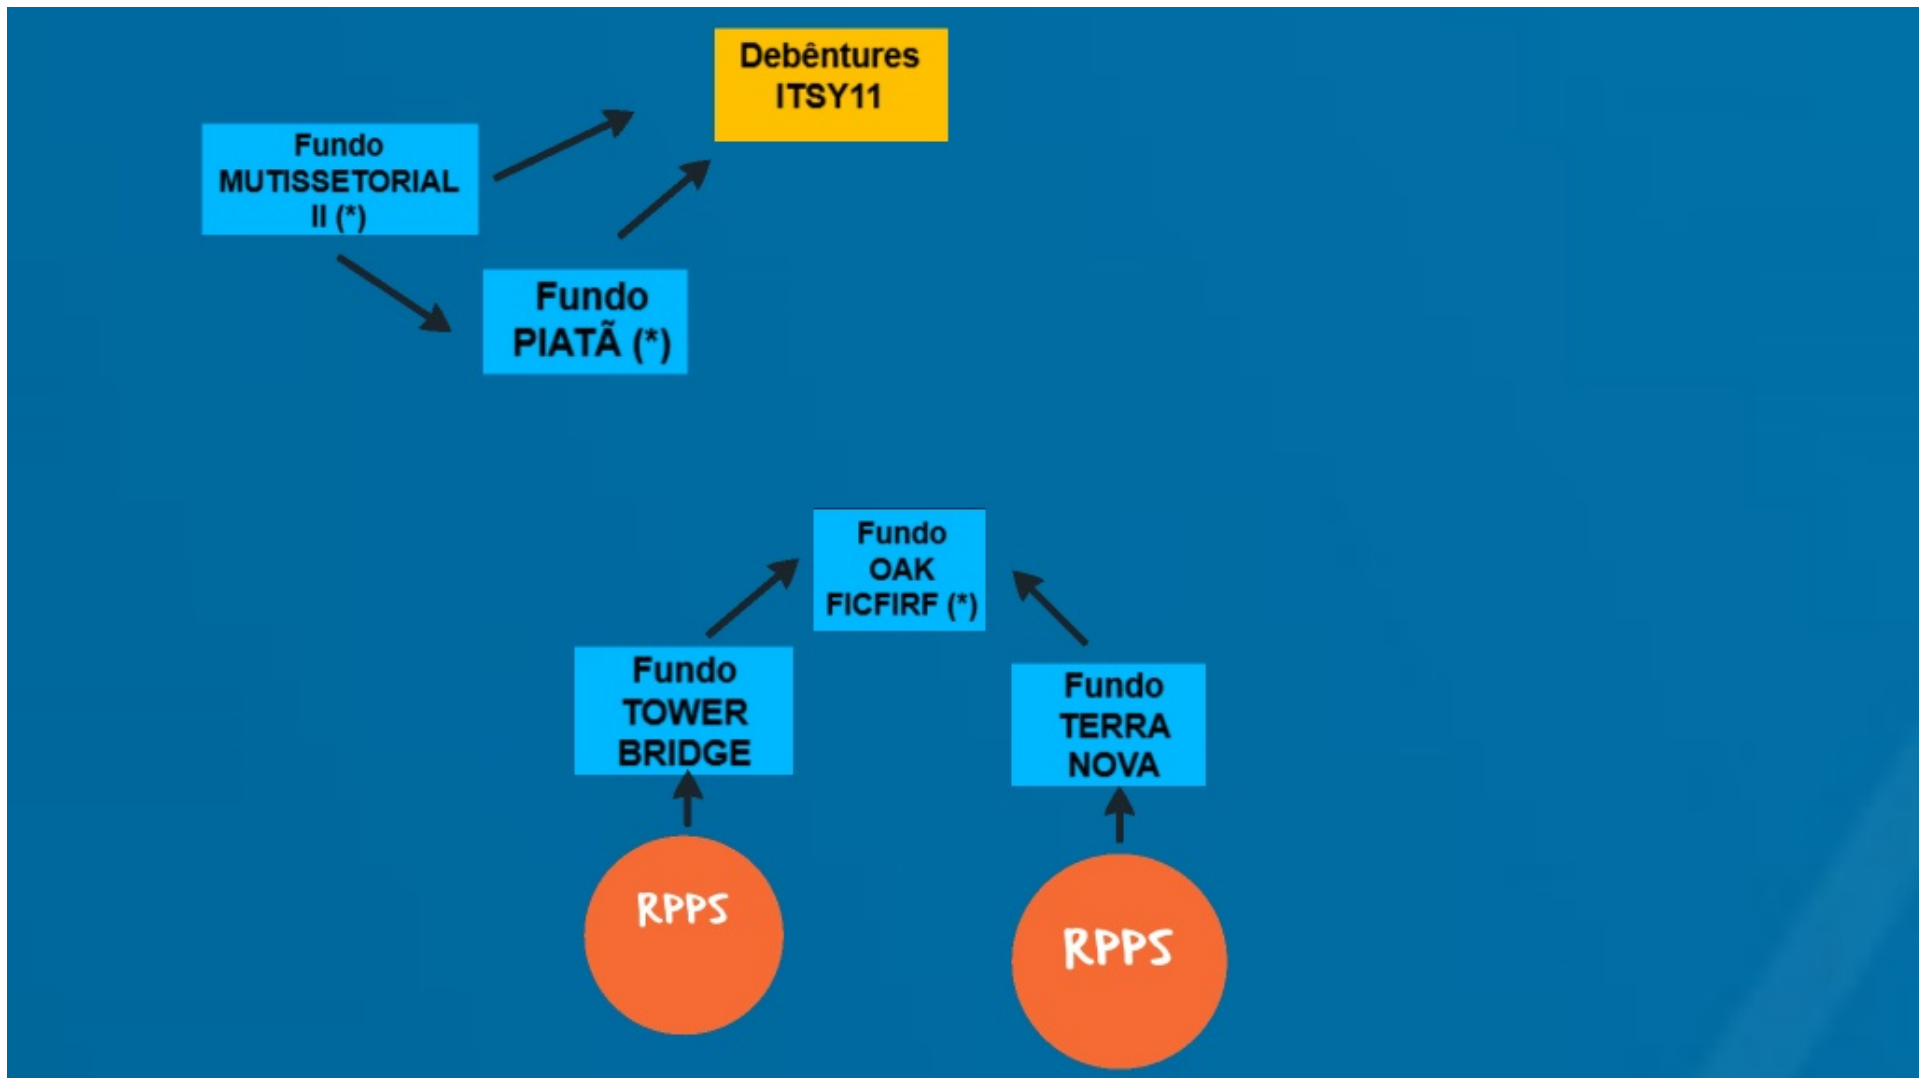 Debêntures
ITSY11
Fundo
MUTISSETORIAL
II (*)
Fundo
PIATÃ (*)
Fundo
OAK
FICFIRF (*)
Fundo
TOWER
BRIDGE
Fundo
TERRA
NOVA
RPPS
RPPS